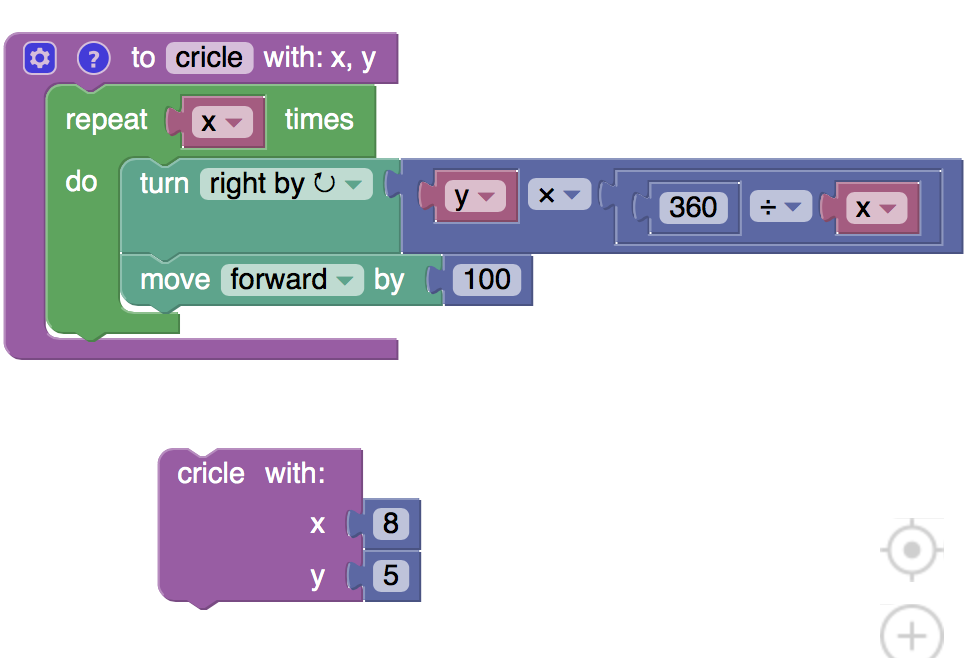 ? to cricle with: x, y
repeat x times
do turn right by ↻ y × 360 ÷ x
move forward by 100
cricle with:
x 8
y 5